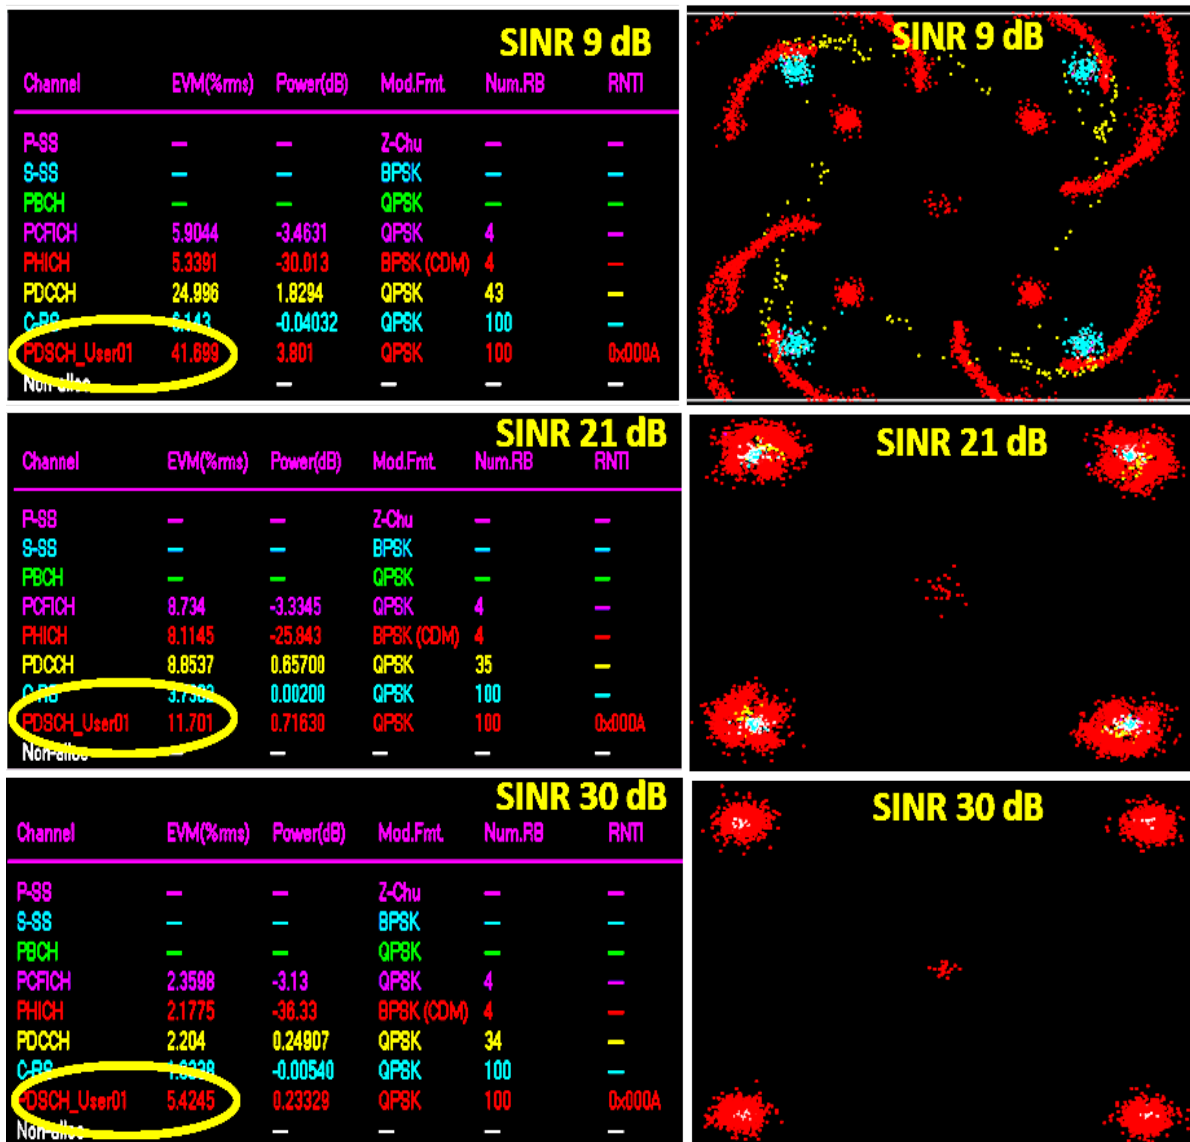 SINR 9 dB
Channel EVM(%rms) Power(dB) Mod.Fmt. Num.RB RNTI
P-SS — — Z-Chu — —
S-SS — — BPSK — —
PBCH — — QPSK — —
PCFICH 5.9044 -3.4631 QPSK 4 —
PHICH 5.3391 -30.013 BPSK (CDM) 4 —
PDCCH 24.996 1.8294 QPSK 43 —
C-RS 6.143 -0.04032 QPSK 100 —
PDSCH_User01 41.699 3.801 QPSK 100 0x000A
Non-alloc — — — —
SINR 9 dB
SINR 21 dB
Channel EVM(%rms) Power(dB) Mod.Fmt. Num.RB RNTI
P-SS — — Z-Chu — —
S-SS — — BPSK — —
PBCH — — QPSK — —
PCFICH 8.734 -3.3345 QPSK 4 —
PHICH 8.1145 -25.843 BPSK (CDM) 4 —
PDCCH 8.8537 0.65700 QPSK 35 —
C-RS 0.00200 QPSK 100 —
PDSCH_User01 11.701 0.71630 QPSK 100 0x000A
Non-alloc — — — — —
SINR 21 dB
SINR 30 dB
Channel EVM(%rms) Power(dB) Mod.Fmt. Num.RB RNTI
P-SS — — Z-Chu — —
S-SS — — BPSK — —
PBCH — — QPSK — —
PCFICH 2.3598 -3.13 QPSK 4 —
PHICH 2.1775 -36.33 BPSK (CDM) 4 —
PDCCH 2.204 0.24907 QPSK 34 —
C-RS -0.00540 QPSK 100 —
PDSCH_User01 5.4245 0.23329 QPSK 100 0x000A
Non-alloc — — — — —
SINR 30 dB